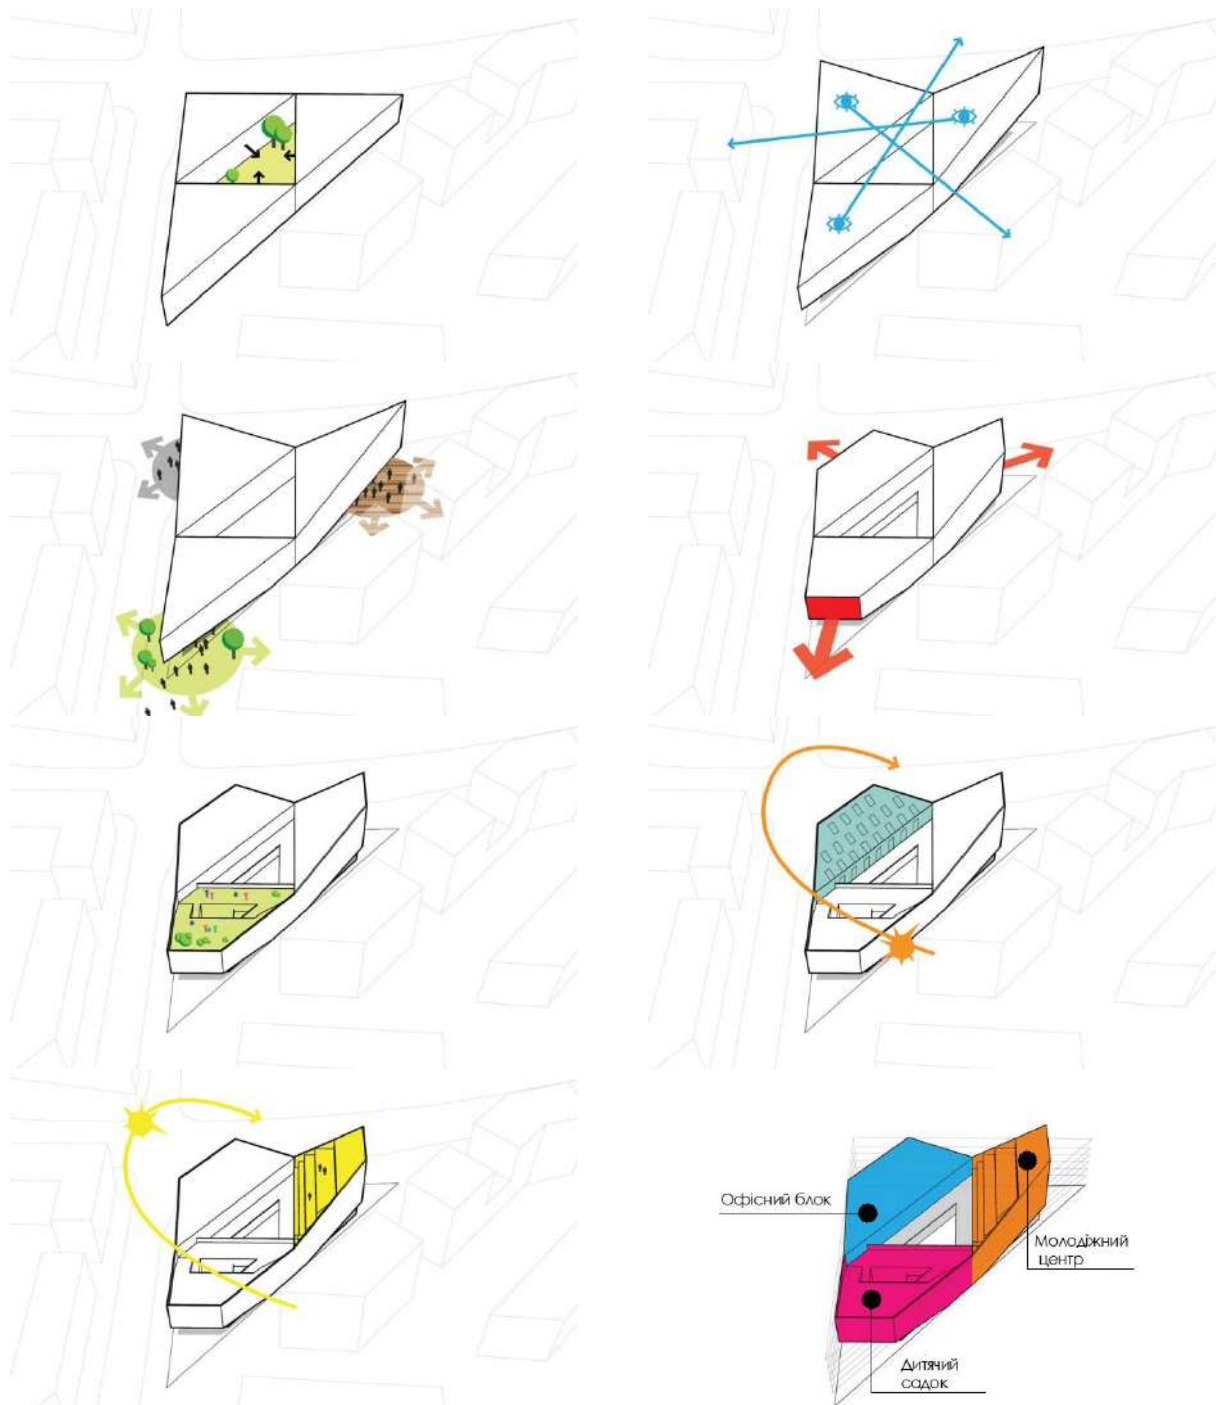 Офісний блок
Молодіжний
центр
Дитячий
садок